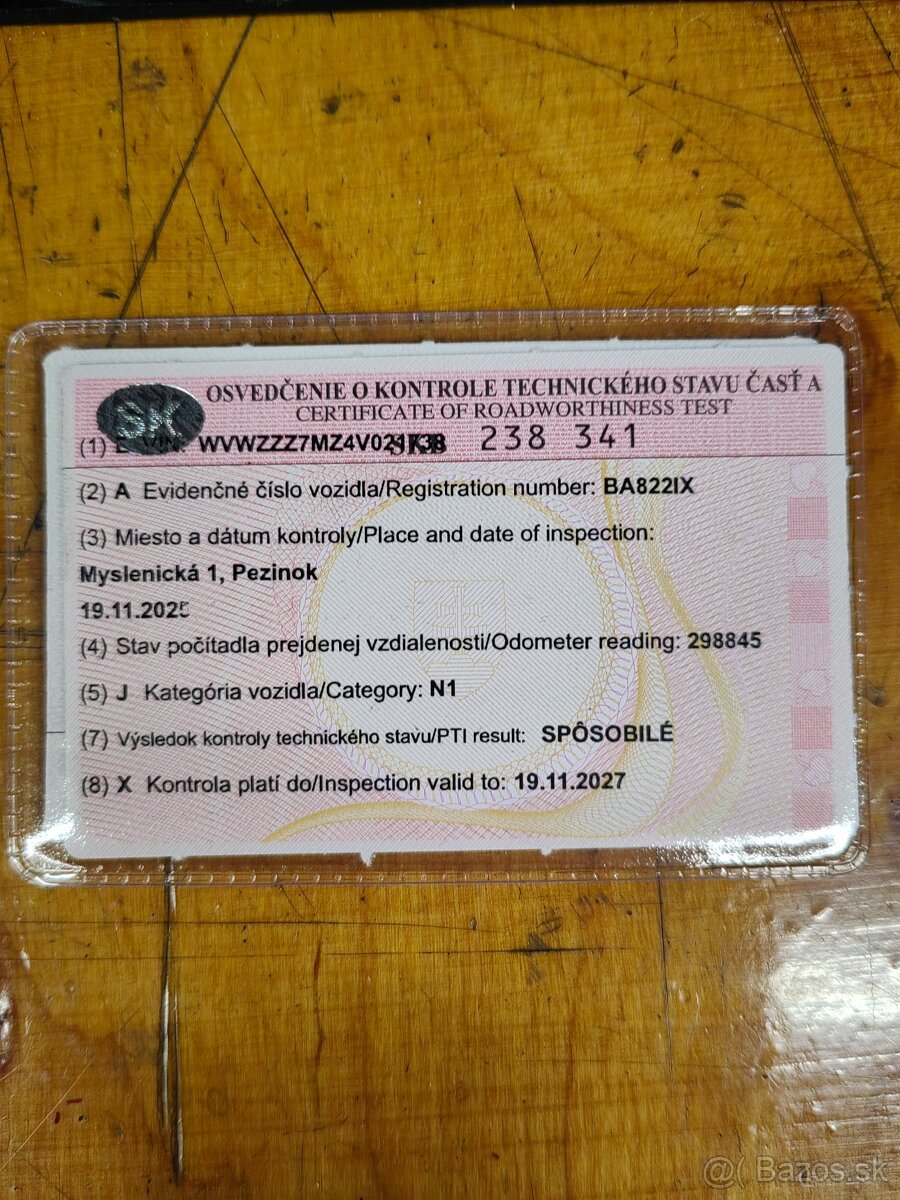 SK
OSVEDČENIE O KONTROLE TECHNICKÉHO STAVU ČASŤ A
CERTIFICATE OF ROADWORTHINESS TEST
(1) 238 341
(2) A Evidenčné číslo vozidla/Registration number: BA822IX
(3) Miesto a dátum kontroly/Place and date of inspection:
Myslenická 1, Pezinok
19.11.2025
(4) Stav počítadla prejdenej vzdialenosti/Odometer reading: 298845
(5) J Kategória vozidla/Category: N1
(7) Výsledok kontroly technického stavu/PTI result: SPÔSOBILÉ
(8) X Kontrola platí do/Inspection valid to: 19.11.2027
@( Bazos.sk